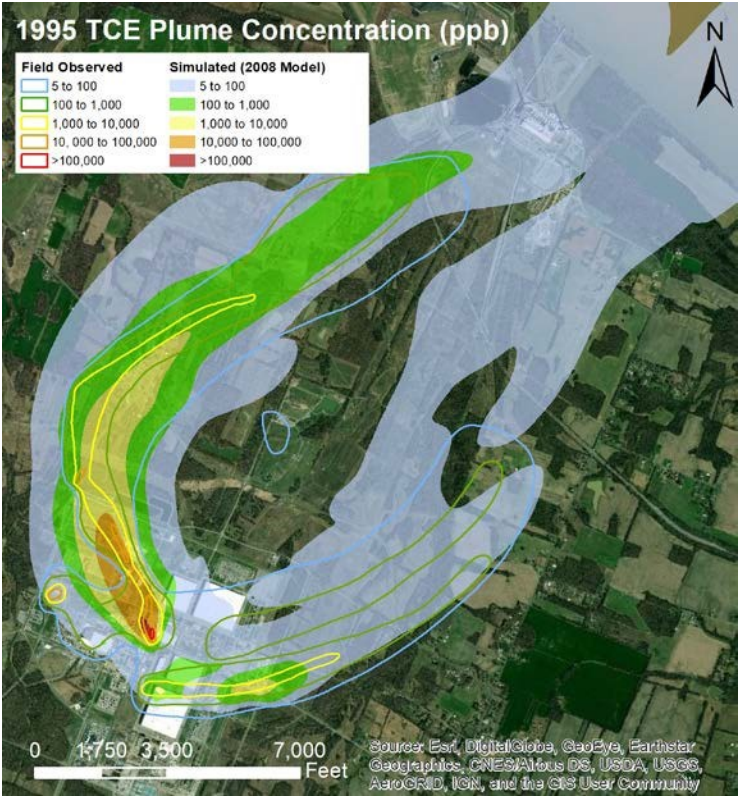 1995 TCE Plume Concentration (ppb)
N
Field Observed
5 to 100
100 to 1,000
1,000 to 10,000
10, 000 to 100,000
>100,000
Simulated (2008 Model)
5 to 100
100 to 1,000
1,000 to 10,000
10,000 to 100,000
>100,000
0 1,750 3,500 7,000
Feet
Source: Esri, DigitalGlobe, GeoEye, Earthstar
Geographics, CNES/Airbus DS, USDA, USGS,
AeroGRID, IGN, and the GIS User Community